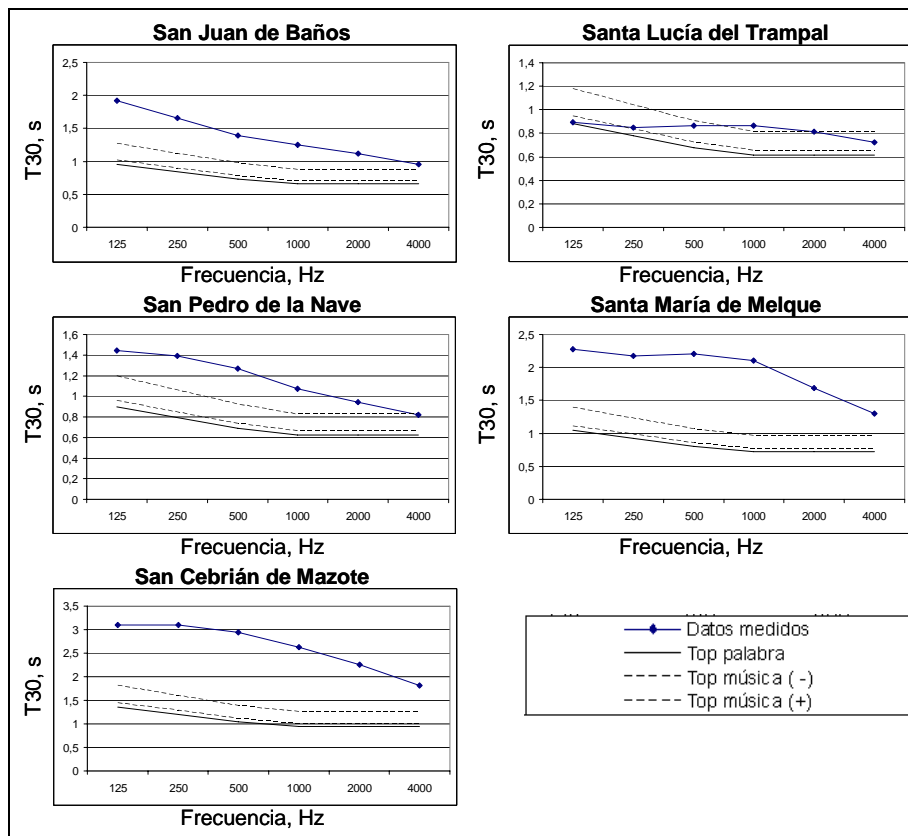 San Juan de Baños
2,5
2
1,5
1
0,5
0
T30, s
125 250 500 1000 2000 4000
Frecuencia, Hz
Santa Lucía del Trampal
1,4
1,2
1
0,8
0,6
0,4
0,2
0
T30, s
125 250 500 1000 2000 4000
Frecuencia, Hz
San Pedro de la Nave
1,6
1,4
1,2
1
0,8
0,6
0,4
0,2
0
T30, s
125 250 500 1000 2000 4000
Frecuencia, Hz
Santa María de Melque
2,5
2
1,5
1
0,5
0
T30, s
125 250 500 1000 2000 4000
Frecuencia, Hz
San Cebrián de Mazote
3,5
3
2,5
2
1,5
1
0,5
0
T30, s
125 250 500 1000 2000 4000
Frecuencia, Hz
Datos medidos
Top palabra
Top música ( -)
Top música (+)